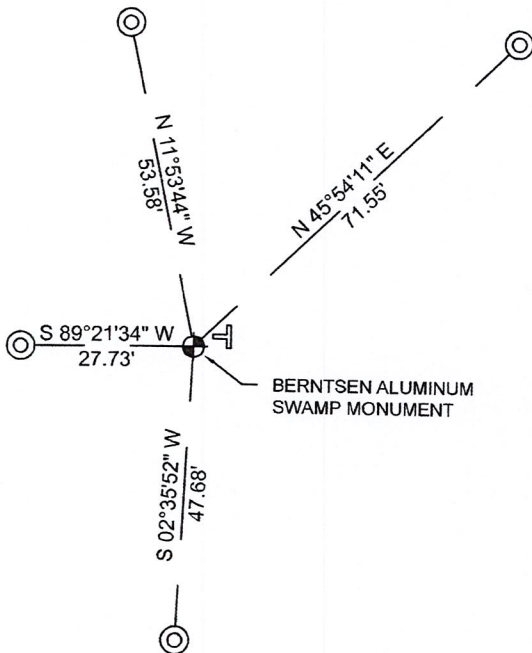 N 11°53'44" W
53.58'
N 45°54'11" E
71.55'
S 89°21'34" W
27.73'
BERNTSEN ALUMINUM
SWAMP MONUMENT
S 02°35'52" W
47.68'